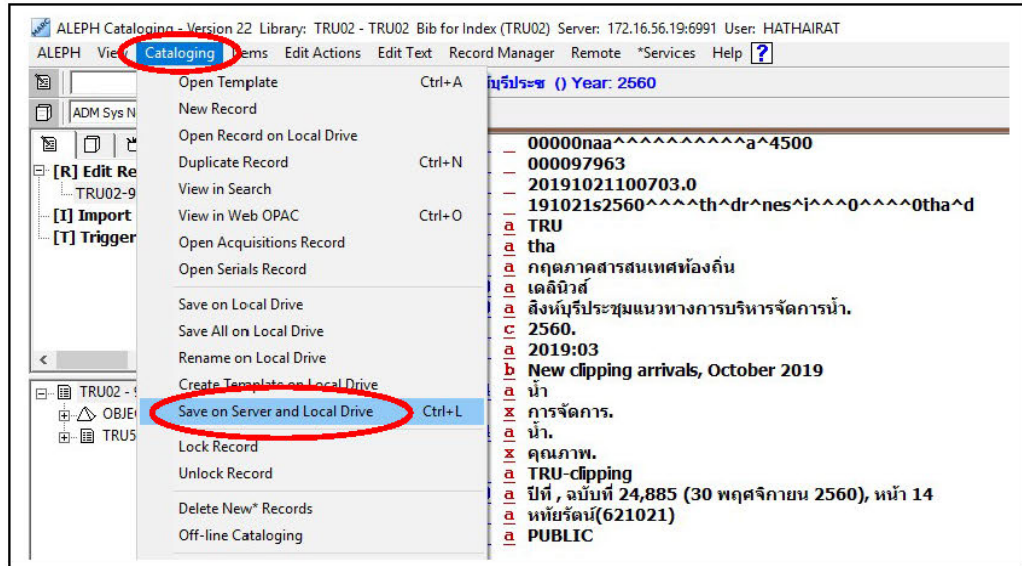 ALEPH Cataloging - Version 22 Library: TRU02 - TRU02 Bib for Index (TRU02) Server: 172.16.56.19:6991 User: HATHAIRAT
ALEPH View Cataloging Items Edit Actions Edit Text Record Manager Remote *Services Help ?
ห์บุรีประช () Year: 2560
ADM Sys N
[R] Edit Re
TRU02-9
[I] Import
[T] Trigger
TRU02 - 9
OBJE
TRU5
Open Template Ctrl+A
New Record
Open Record on Local Drive
Duplicate Record Ctrl+N
View in Search
View in Web OPAC Ctrl+O
Open Acquisitions Record
Open Serials Record
Save on Local Drive
Save All on Local Drive
Rename on Local Drive
Create Template on Local Drive
Save on Server and Local Drive Ctrl+L
Lock Record
Unlock Record
Delete New* Records
Off-line Cataloging
_ 00000naa^^^^^^^^^^a^4500
_ 000097963
_ 20191021100703.0
_ 191021s2560^^^^th^dr^nes^i^^^0^^^^0tha^d
a TRU
a tha
a กฤตภาคสารสนเทศท้องถิ่น
a เดลินิวส์
a สิงห์บุรีประชุมแนวทางการบริหารจัดการน้ำ.
c 2560.
a 2019:03
b New clipping arrivals, October 2019
a น้ำ
x การจัดการ.
a น้ำ.
x คุณภาพ.
a TRU-clipping
a ปีที่ , ฉบับที่ 24,885 (30 พฤศจิกายน 2560), หน้า 14
a หทัยรัตน์(621021)
a PUBLIC